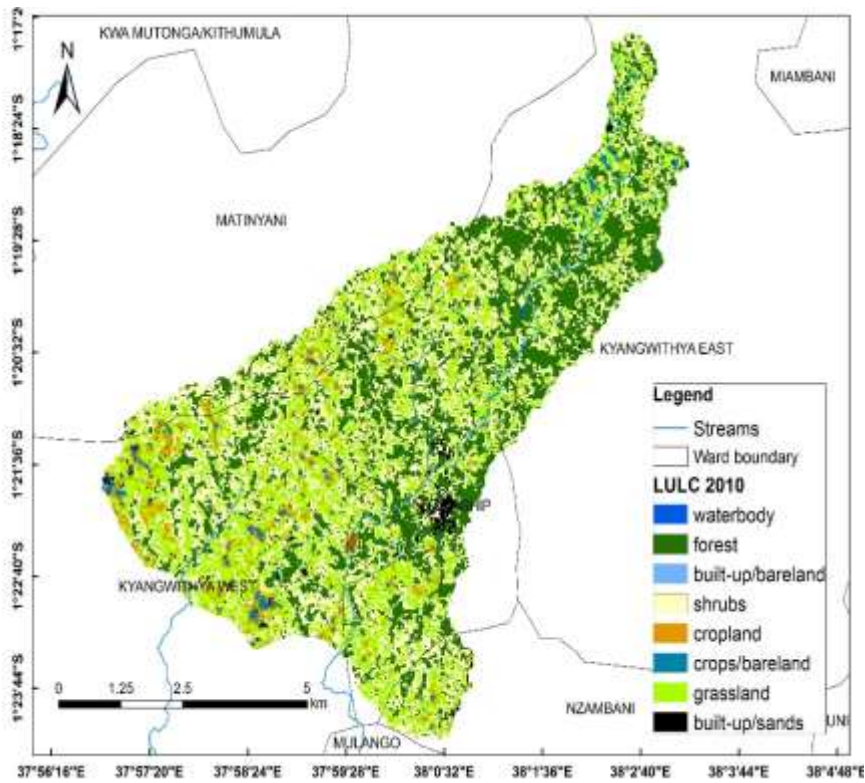 KWA MUTONGA/KITHUMULA
N
MIAMBANI
MATINYANI
KYANGWITHYA EAST
KYANGWITHYA WEST
NZAMBANI
MULANGO
UNI
Legend
Streams
Ward boundary
LULC 2010
waterbody
forest
built-up/bareland
shrubs
cropland
crops/bareland
grassland
built-up/sands
0 1.25 2.5 5
km
1°18'24"S
1°19'28"S
1°20'32"S
1°21'36"S
1°22'40"S
1°23'44"S
37°56'16"E 37°57'20"E 37°58'24"E 37°59'28"E 38°0'32"E 38°1'36"E 38°2'40"E 38°3'44"E 38°4'48